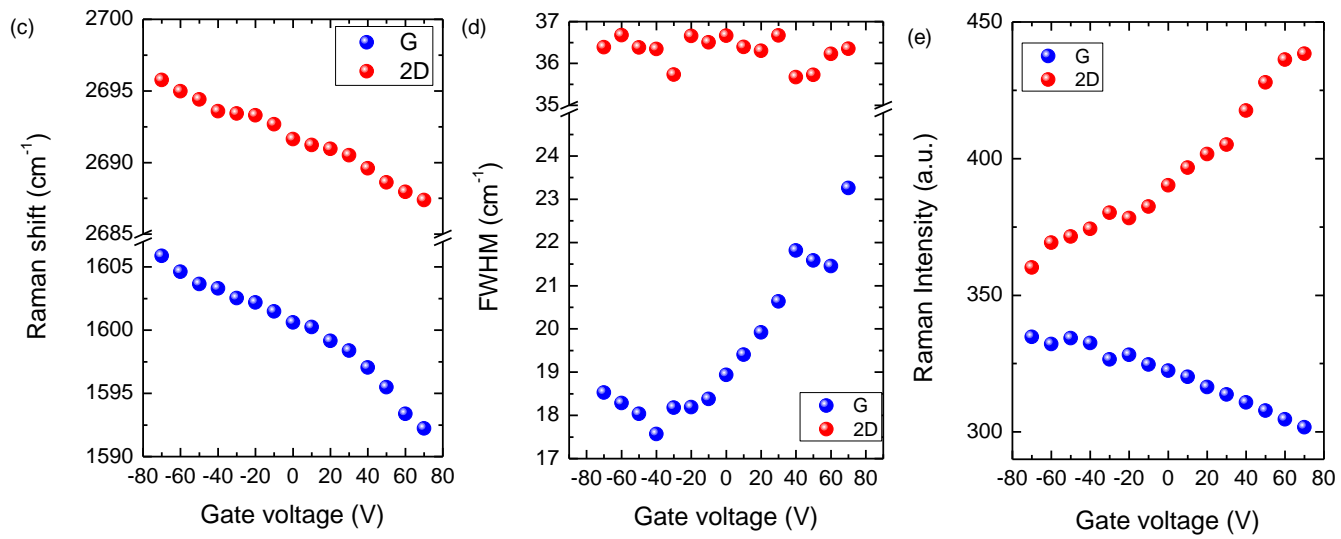 (c)
2700
2695
2690
2685
1605
1600
1595
1590
-80 -60 -40 -20 0 20 40 60 80
Gate voltage (V)
Raman shift (cm-1)
G
2D
(d)
37
36
35
24
23
22
21
20
19
18
17
-80 -60 -40 -20 0 20 40 60 80
Gate voltage (V)
FWHM (cm-1)
G
2D
(e)
450
400
350
300
-80 -60 -40 -20 0 20 40 60 80
Gate voltage (V)
Raman Intensity (a.u.)
G
2D